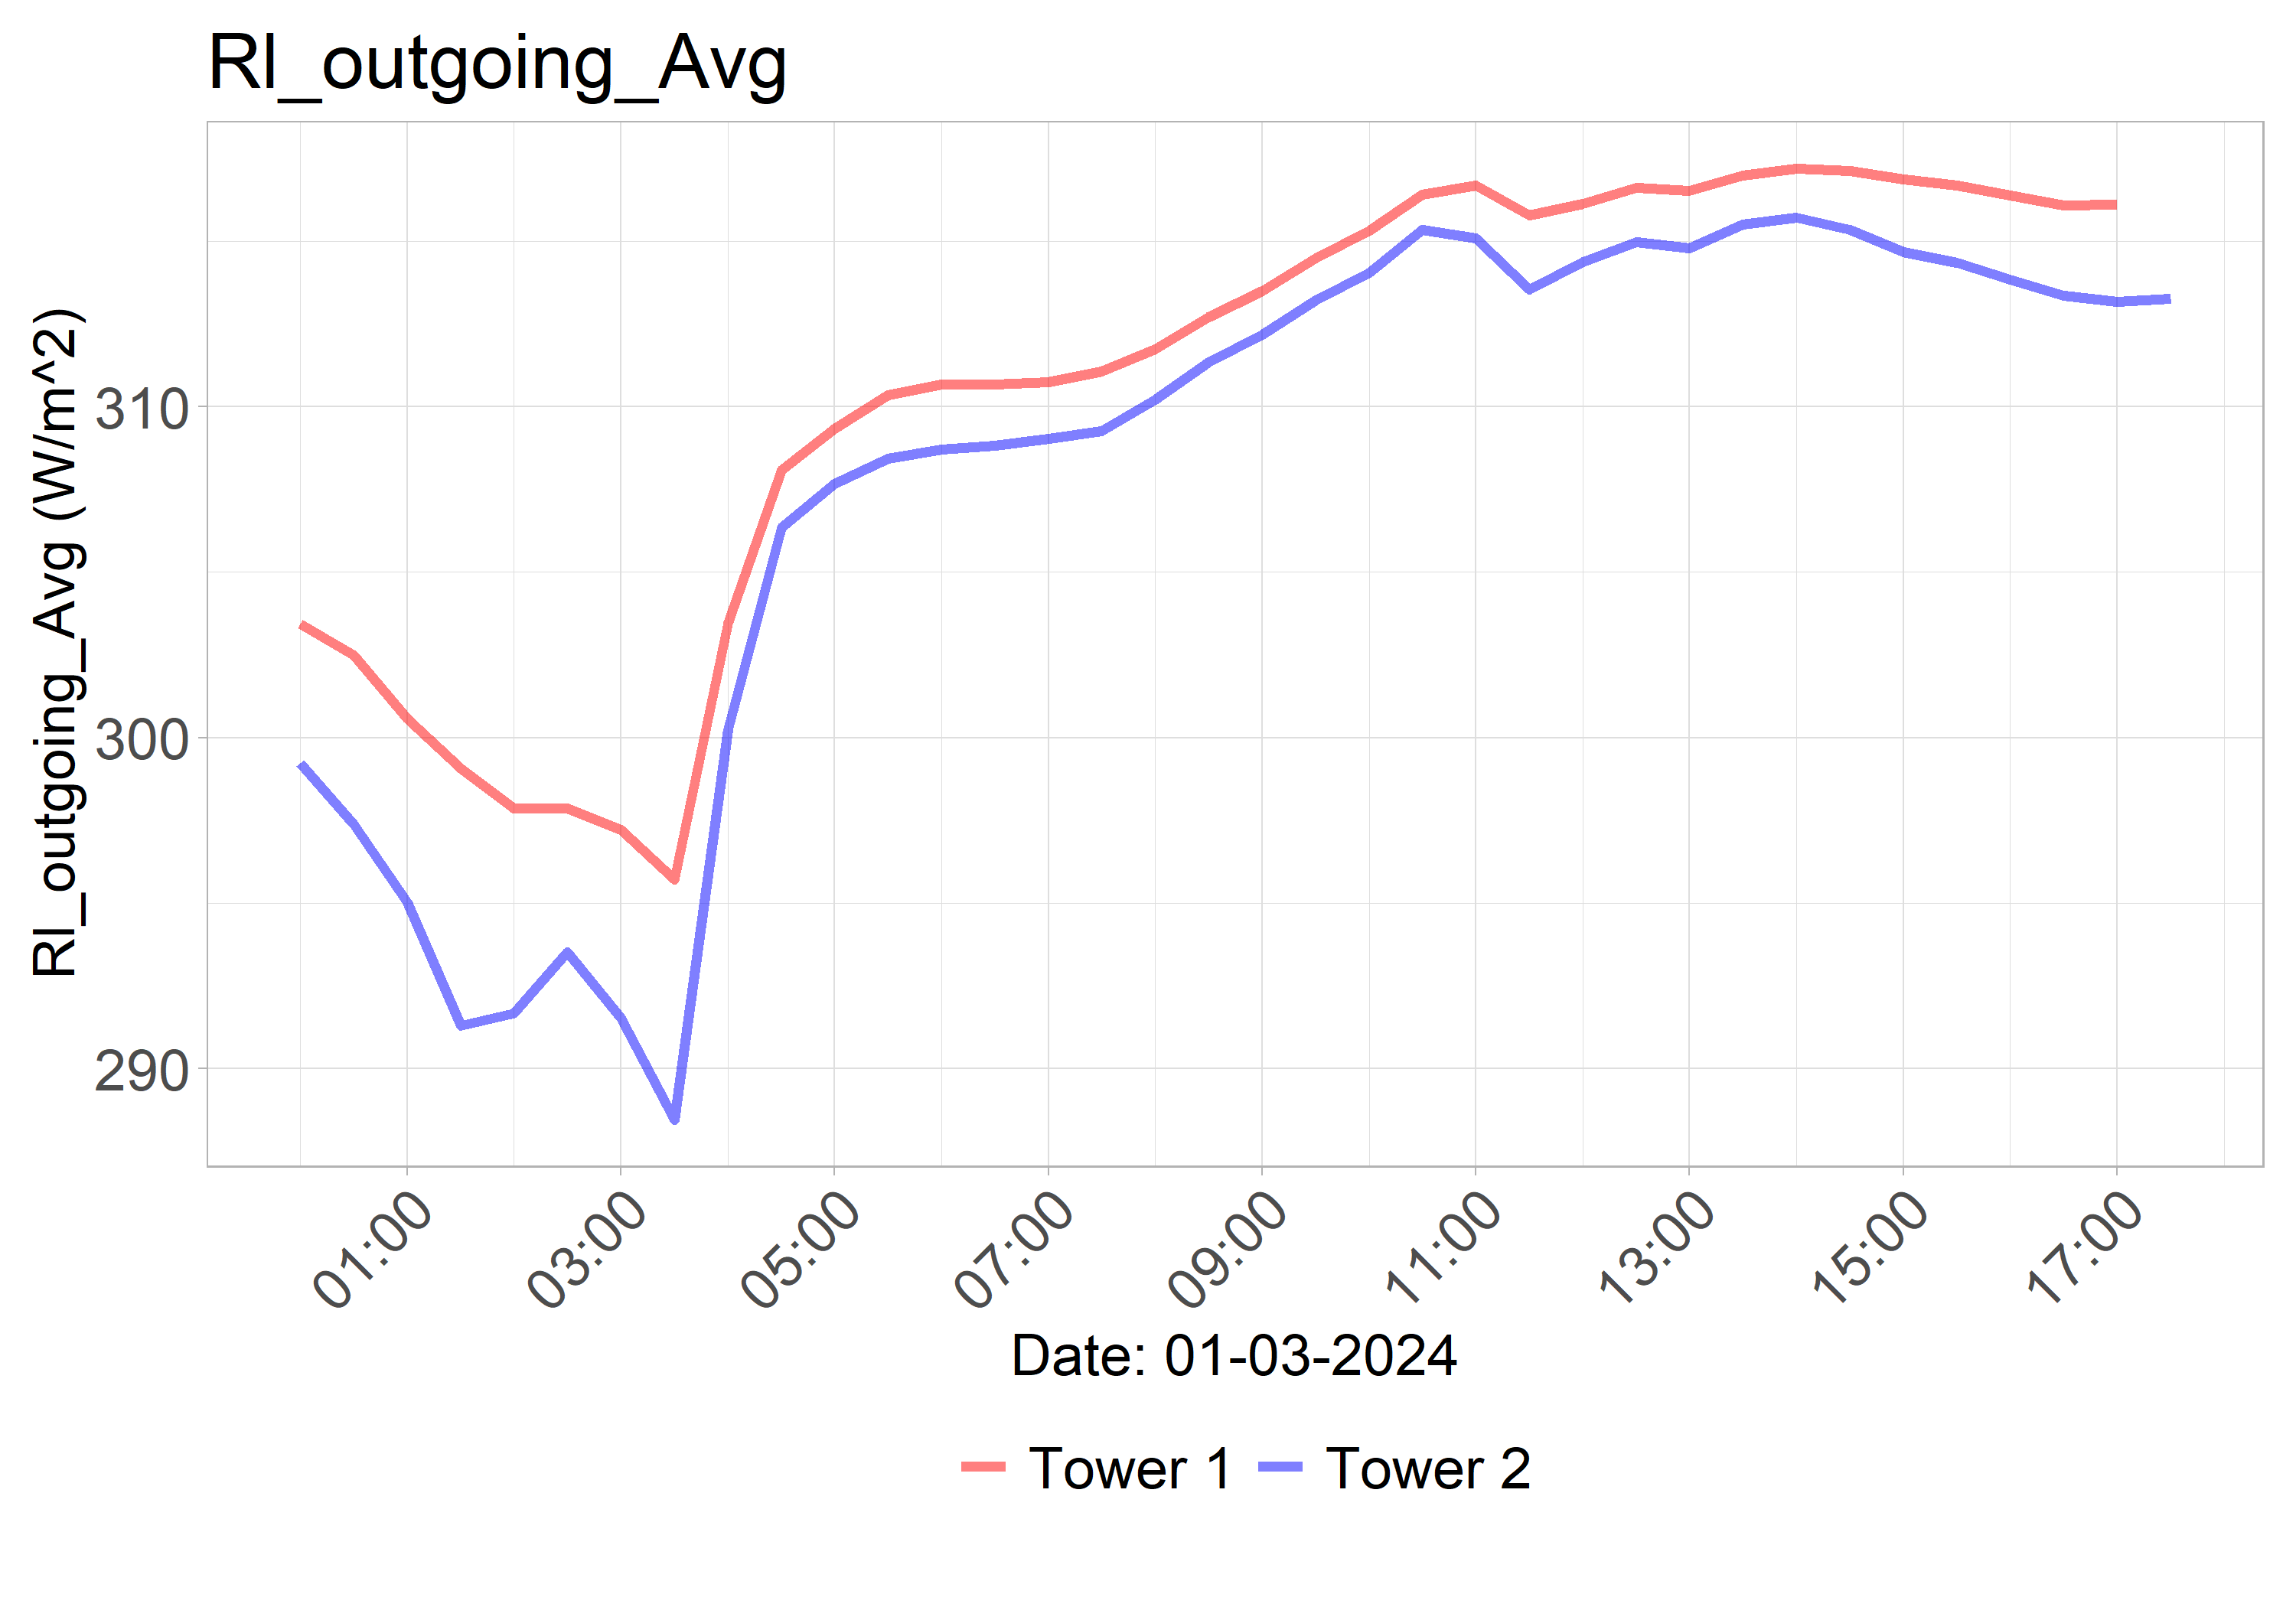 Rl_outgoing_Avg
Rl_outgoing_Avg (W/m^2)
310
300
290
01:00 03:00 05:00 07:00 09:00 11:00 13:00 15:00 17:00
Date: 01-03-2024
Tower 1 Tower 2